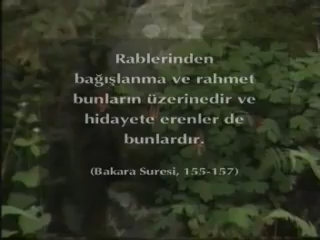 Rablerinden
bağışlanma ve rahmet
bunların üzerinedir ve
hidayete erenler de
bunlardır.
(Bakara Suresi, 155-157)